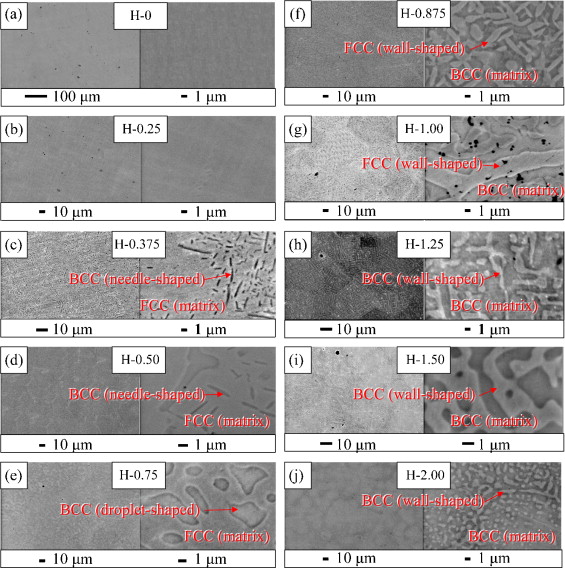 (a)
H-0
100 µm
1 µm
(b)
H-0.25
10 µm
1 µm
(c)
H-0.375
BCC (needle-shaped)
FCC (matrix)
10 µm
1 µm
(d)
H-0.50
BCC (needle-shaped)
FCC (matrix)
10 µm
1 µm
(e)
H-0.75
BCC (droplet-shaped)
FCC (matrix)
10 µm
1 µm
(f)
H-0.875
FCC (wall-shaped)
BCC (matrix)
10 µm
1 µm
(g)
H-1.00
FCC (wall-shaped)
BCC (matrix)
10 µm
1 µm
(h)
H-1.25
BCC (wall-shaped)
BCC (matrix)
10 µm
1 µm
(i)
H-1.50
BCC (wall-shaped)
BCC (matrix)
10 µm
1 µm
(j)
H-2.00
BCC (wall-shaped)
BCC (matrix)
10 µm
1 µm